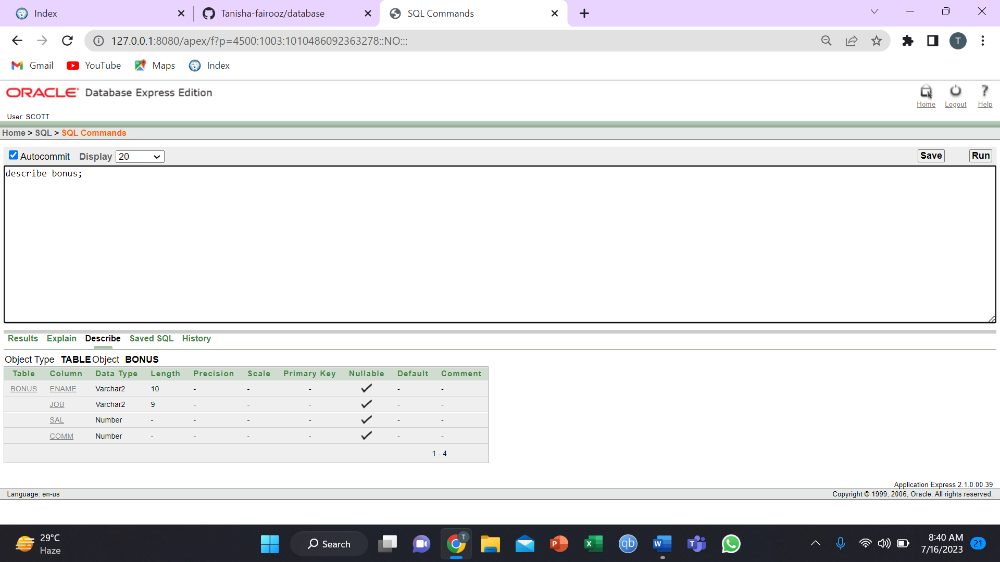 Index
Tanisha-fairooz/database
SQL Commands
127.0.0.1:8080/apex/f?p=4500:1003:1010486092363278::NO:::
T
Gmail
YouTube
Maps
Index
ORACLE Database Express Edition
Home
Logout
Help
User: SCOTT
Home > SQL > SQL Commands
Autocommit Display 20
Save
Run
describe bonus;
Results Explain Describe Saved SQL History
Object Type TABLE Object BONUS
Table Column Data Type Length Precision Scale Primary Key Nullable Default Comment
BONUS ENAME Varchar2 10 - - - - -
JOB Varchar2 9 - - - - -
SAL Number - - - - - -
COMM Number - - - - - -
1 - 4
Application Express 2.1.0.00.39
Language: en-us
Copyright © 1999, 2006, Oracle. All rights reserved.
29°C
Haze
Search
T
P
X
qb
W
T
8:40 AM
7/16/2023
21